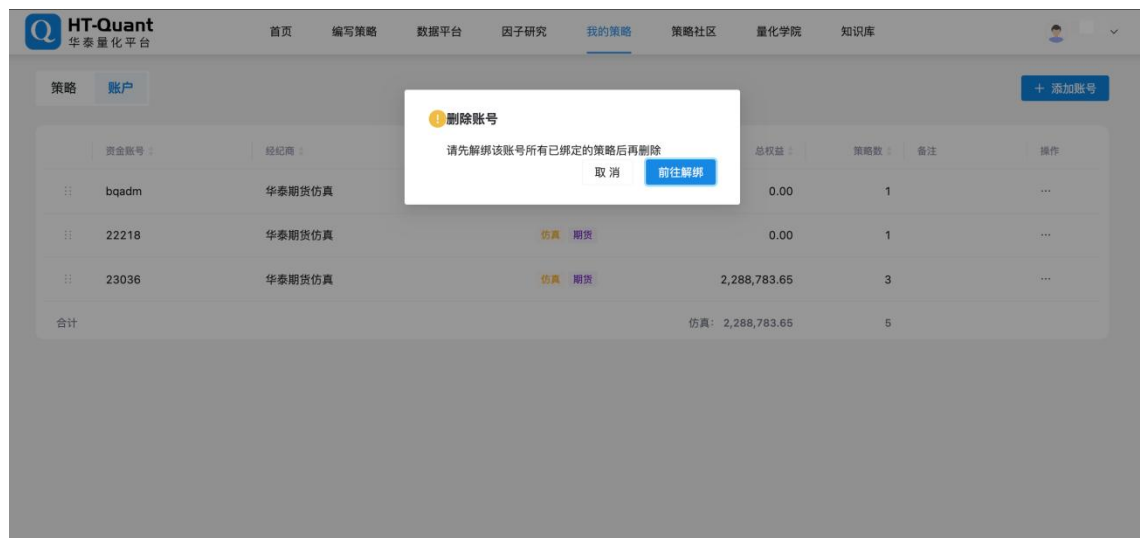 HT-Quant
华泰量化平台
首页 编写策略 数据平台 因子研究 我的策略 策略社区 量化学院 知识库
策略 账户
+ 添加账号
删除账号
请先解绑该账号所有已绑定的策略后再删除
取消 前往解绑
资金账号 经纪商 总权益 策略数 备注 操作
bqadm 华泰期货仿真 0.00 1 ...
22218 华泰期货仿真 仿真 期货 0.00 1 ...
23036 华泰期货仿真 仿真 期货 2,288,783.65 3 ...
合计 仿真: 2,288,783.65 5